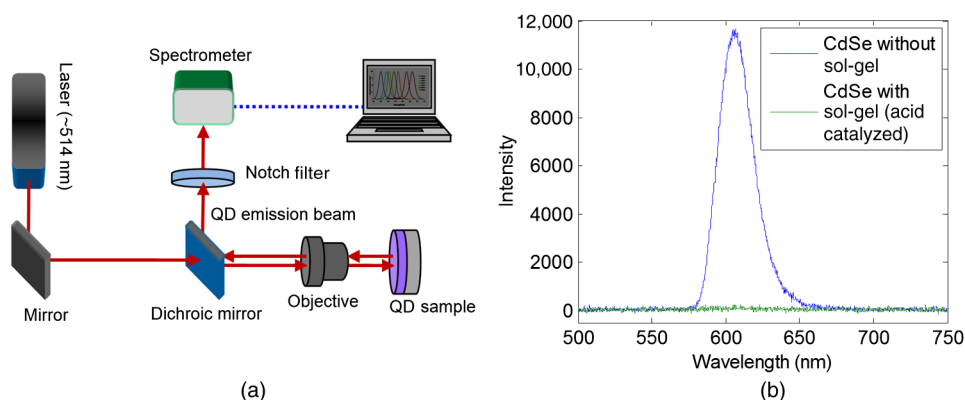 Laser (~514 nm)
Spectrometer
Notch filter
QD emission beam
Mirror
Dichroic mirror
Objective
QD sample
(a)
12,000
10,000
8000
6000
4000
2000
0
Intensity
CdSe without
sol-gel
CdSe with
sol-gel (acid
catalyzed)
500 550 600 650 700 750
Wavelength (nm)
(b)